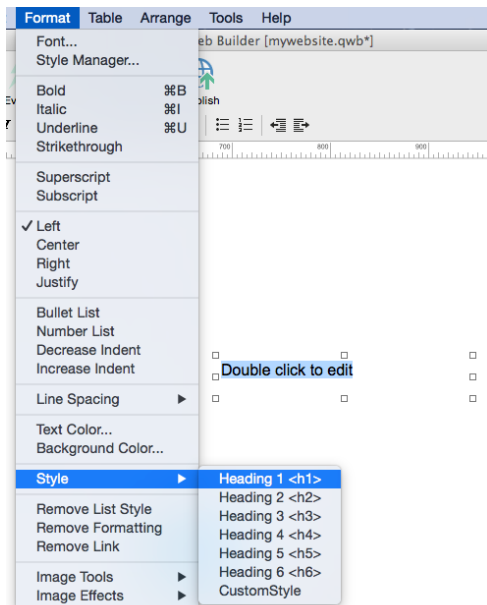 Format Table Arrange Tools Help
Font...
eb Builder [mywebsite.qwb*]
Style Manager...
Bold ⌘B
Italic ⌘I
Underline ⌘U
Strikethrough
700 800 900
Superscript
Subscript
✓ Left
Center
Right
Justify
Bullet List
Number List
Decrease Indent
Increase Indent
Double click to edit
Line Spacing ▶
Text Color...
Background Color...
Style ▶
Heading 1 <h1>
Heading 2 <h2>
Heading 3 <h3>
Heading 4 <h4>
Heading 5 <h5>
Heading 6 <h6>
CustomStyle
Remove List Style
Remove Formatting
Remove Link
Image Tools ▶
Image Effects ▶